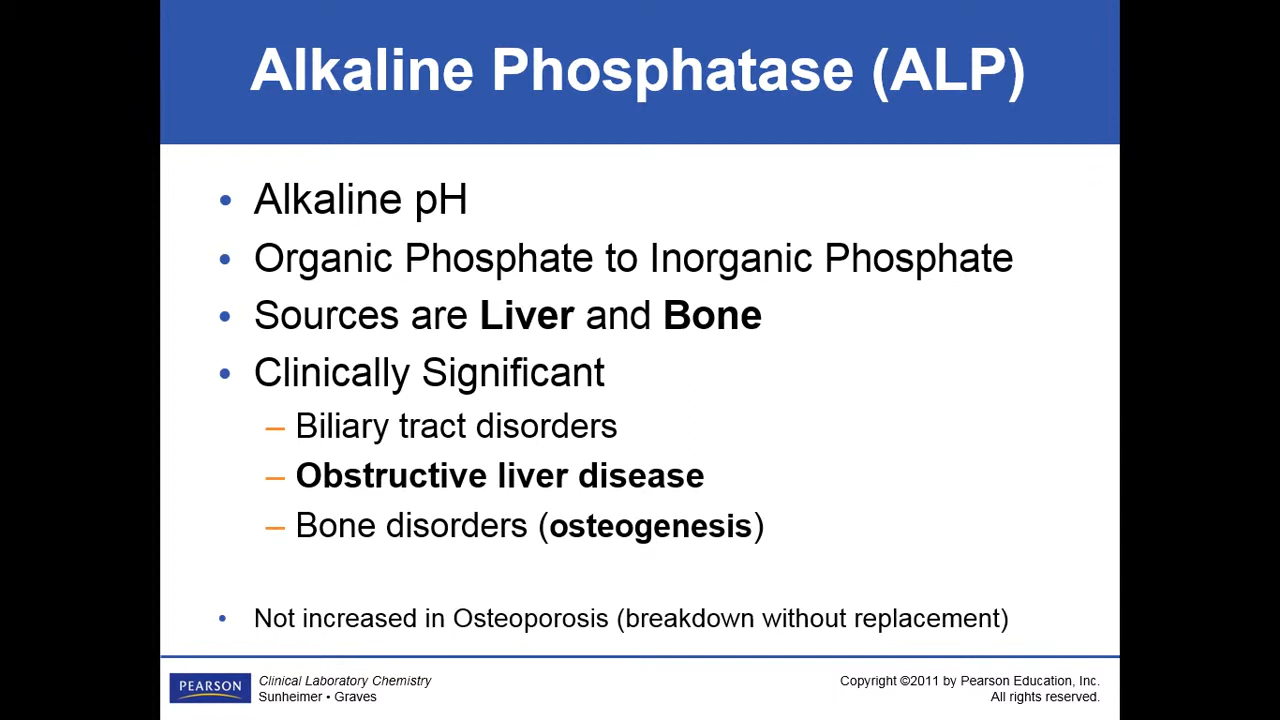 Alkaline Phosphatase (ALP)
• Alkaline pH
• Organic Phosphate to Inorganic Phosphate
• Sources are Liver and Bone
• Clinically Significant
– Biliary tract disorders
– Obstructive liver disease
– Bone disorders (osteogenesis)
• Not increased in Osteoporosis (breakdown without replacement)
PEARSON
Clinical Laboratory Chemistry
Sunheimer • Graves
Copyright ©2011 by Pearson Education, Inc.
All rights reserved.